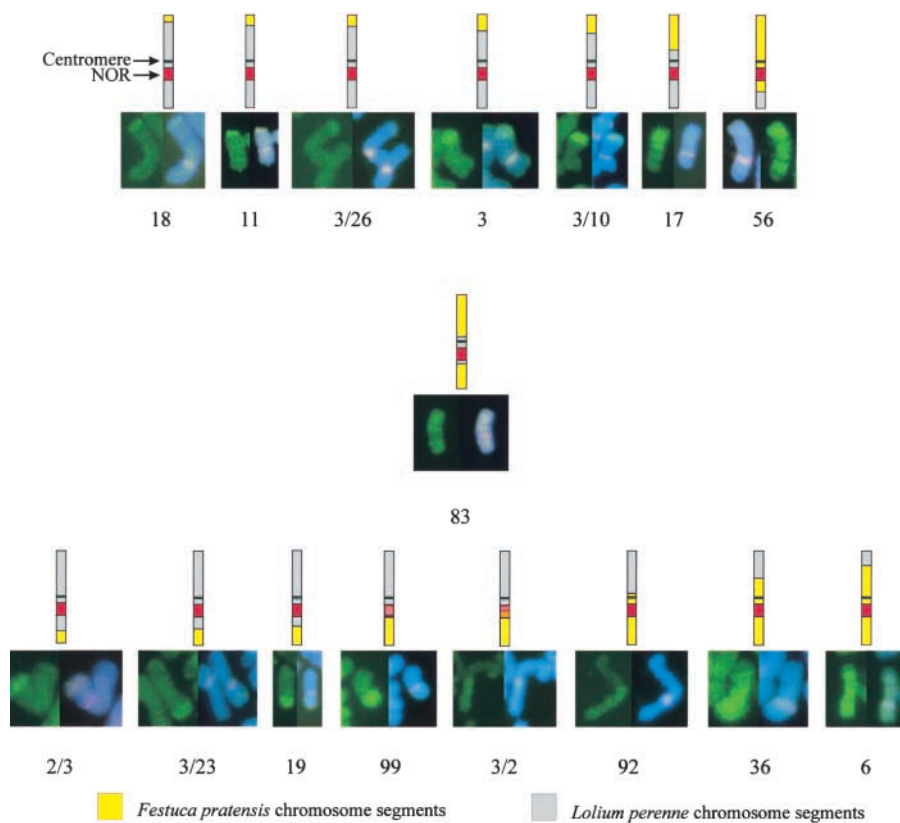 Centromere
NOR
18 11 3/26 3 3/10 17 56
83
2/3 3/23 19 99 3/2 92 36 6
Festuca pratensis chromosome segments Lolium perenne chromosome segments